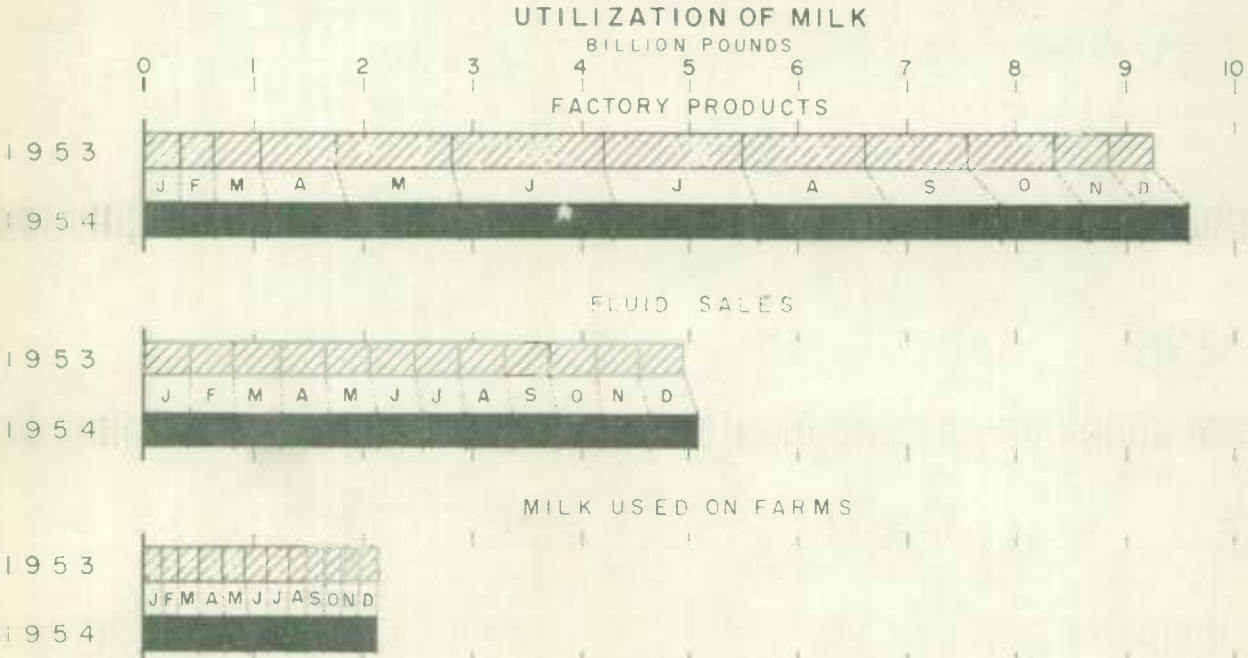 UTILIZATION OF MILK
BILLION POUNDS
0 1 2 3 4 5 6 7 8 9 10
FACTORY PRODUCTS
1953
J F M A M J J A S O N D
1954
FLUID SALES
1953
J F M A M J J A S O N D
1954
MILK USED ON FARMS
1953
J F M A M J J A S O N D
1954